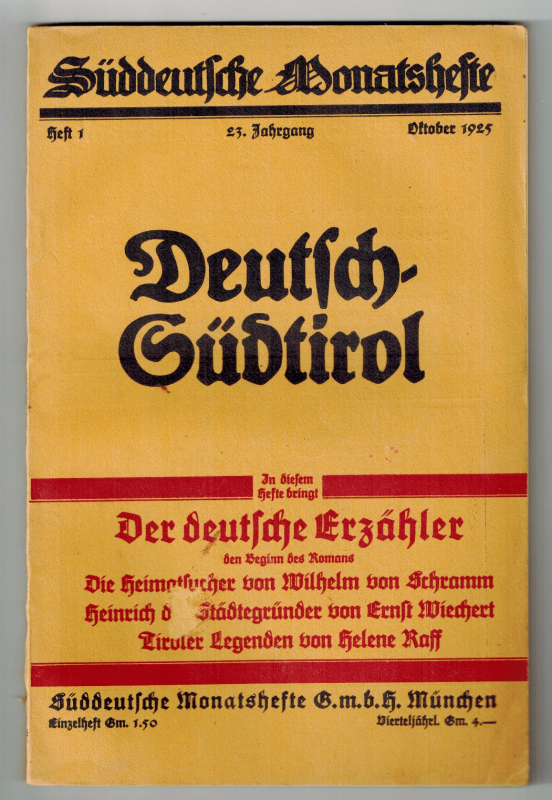 Süddeutsche Monatshefte
Heft 1 23. Jahrgang Oktober 1925
Deutsch-
Südtirol
In diesem
Hefte bringt
Der deutsche Erzähler
den Beginn des Romans
Die Heimatsucher von Wilhelm von Schramm
Heinrich d Städtegründer von Ernst Wiechert
Tiroler Legenden von Helene Raff
Süddeutsche Monatshefte G.m.b.H. München
Einzelheft Gm. 1.50 Vierteljährl. Gm. 4.—